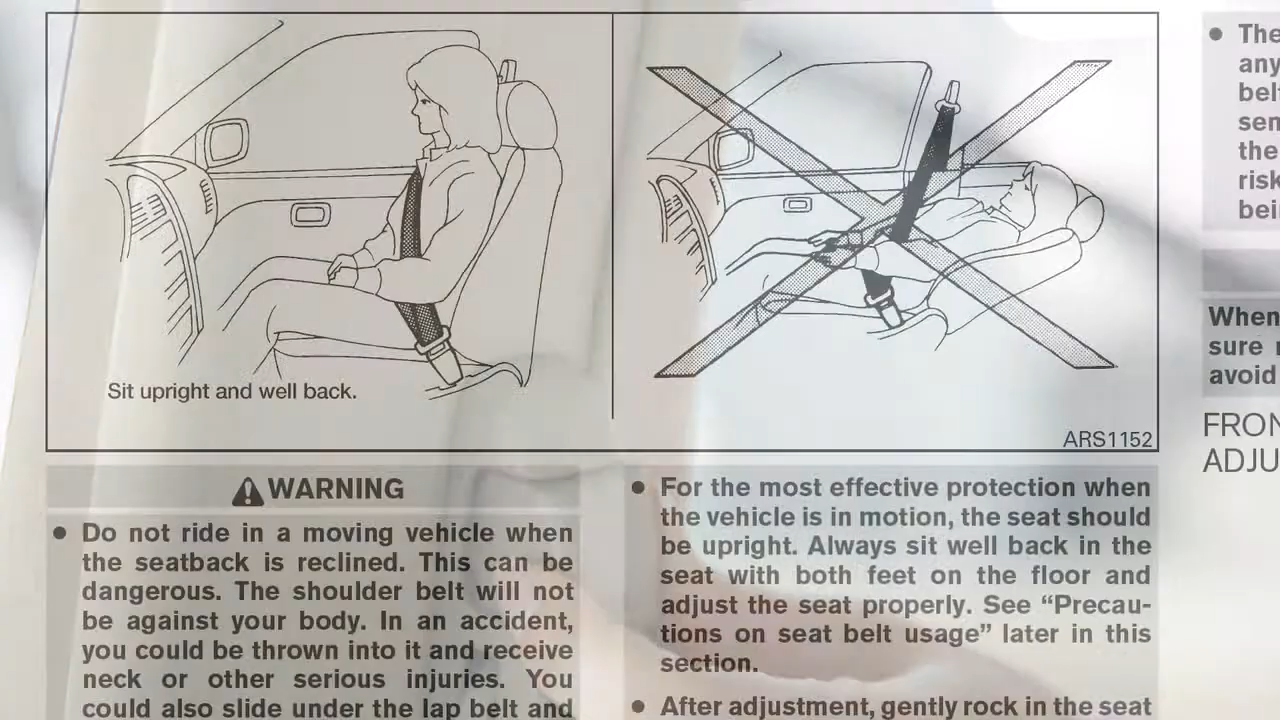 Sit upright and well back.
ARS1152
WARNING
● Do not ride in a moving vehicle when
the seatback is reclined. This can be
dangerous. The shoulder belt will not
be against your body. In an accident,
you could be thrown into it and receive
neck or other serious injuries. You
could also slide under the lap belt and
● For the most effective protection when
the vehicle is in motion, the seat should
be upright. Always sit well back in the
seat with both feet on the floor and
adjust the seat properly. See “Precau-
tions on seat belt usage” later in this
section.
● After adjustment, gently rock in the seat
● The
any
sen
the
risk
When
sure
avoid